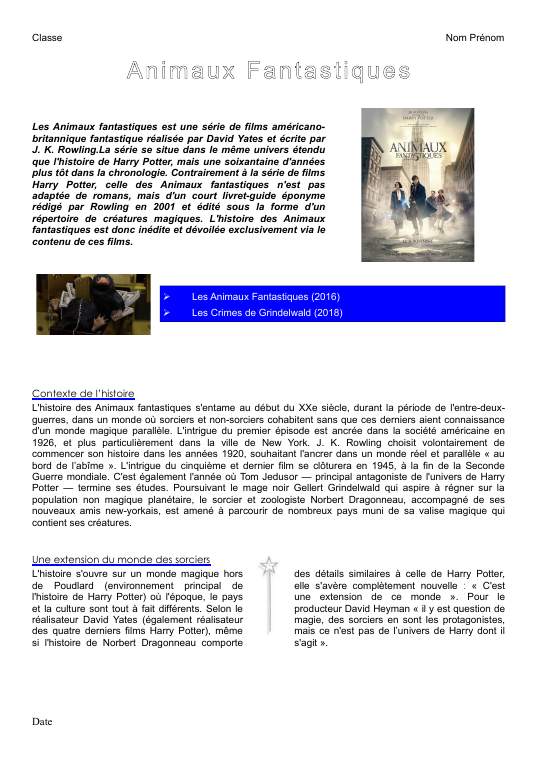 Classe
Nom Prénom
Animaux Fantastiques
Les Animaux fantastiques est une série de films américano-
britannique fantastique réalisée par David Yates et écrite par
J. K. Rowling.La série se situe dans le même univers étendu
que l'histoire de Harry Potter, mais une soixantaine d'années
plus tôt dans la chronologie. Contrairement à la série de films
Harry Potter, celle des Animaux fantastiques n'est pas
adaptée de romans, mais d'un court livret-guide éponyme
rédigé par Rowling en 2001 et édité sous la forme d'un
répertoire de créatures magiques. L'histoire des Animaux
fantastiques est donc inédite et dévoilée exclusivement via le
contenu de ces films.
HARRY POTTER
ANIMAUX
FANTASTIQUES
➢ Les Animaux Fantastiques (2016)
➢ Les Crimes de Grindelwald (2018)
Contexte de l'histoire
L'histoire des Animaux fantastiques s'entame au début du XXe siècle, durant la période de l'entre-deux-
guerres, dans un monde où sorciers et non-sorciers cohabitent sans que ces derniers aient connaissance
d'un monde magique parallèle. L'intrigue du premier épisode est ancrée dans la société américaine en
1926, et plus particulièrement dans la ville de New York. J. K. Rowling choisit volontairement de
commencer son histoire dans les années 1920, souhaitant l'ancrer dans un monde réel et parallèle « au
bord de l'abîme ». L'intrigue du cinquième et dernier film se clôturera en 1945, à la fin de la Seconde
Guerre mondiale. C'est également l'année où Tom Jedusor — principal antagoniste de l'univers de Harry
Potter — termine ses études. Poursuivant le mage noir Gellert Grindelwald qui aspire à régner sur la
population non magique planétaire, le sorcier et zoologiste Norbert Dragonneau, accompagné de ses
nouveaux amis new-yorkais, est amené à parcourir de nombreux pays muni de sa valise magique qui
contient ses créatures.
Une extension du monde des sorciers
L'histoire s'ouvre sur un monde magique hors
de Poudlard (environnement principal de
l'histoire de Harry Potter) où l'époque, le pays
et la culture sont tout à fait différents. Selon le
réalisateur David Yates (également réalisateur
des quatre derniers films Harry Potter), même
si l'histoire de Norbert Dragonneau comporte
des détails similaires à celle de Harry Potter,
elle s'avère complètement nouvelle : « C'est
une extension de ce monde ». Pour le
producteur David Heyman « il y est question de
magie, des sorciers en sont les protagonistes,
mais ce n'est pas de l'univers de Harry dont il
s'agit ».
Date